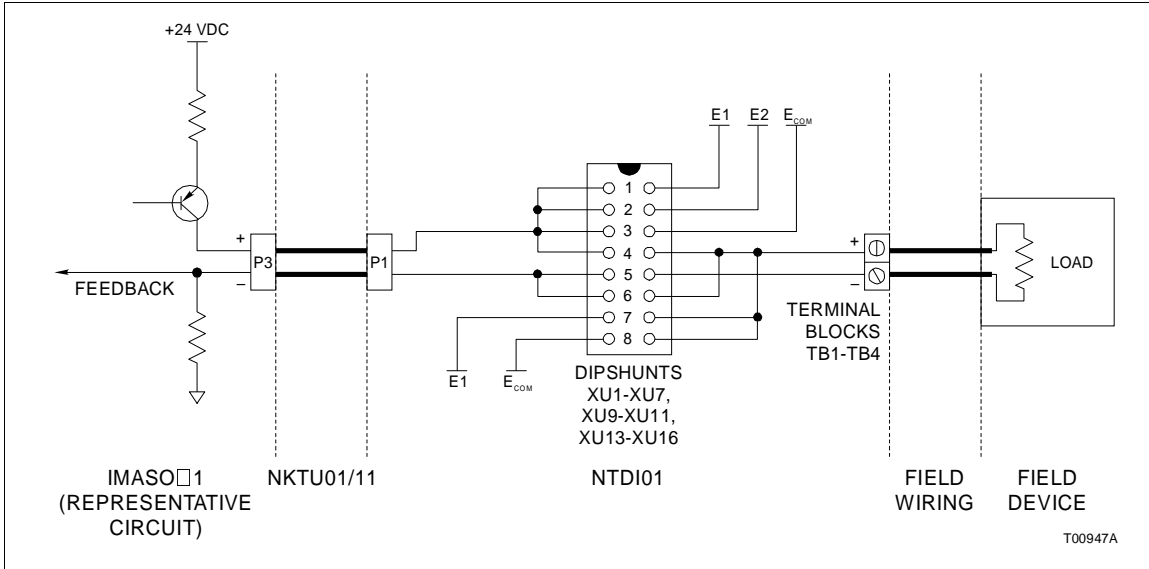 +24 VDC
E1 E2 ECOM
1
2
3
4
5
6
7
8
+
−
P3
P1
FEEDBACK
+
−
LOAD
TERMINAL
BLOCKS
TB1-TB4
E1 ECOM
DIPSHUNTS
XU1-XU7,
XU9-XU11,
XU13-XU16
IMASO□1
(REPRESENTATIVE
CIRCUIT)
NKTU01/11
NTDI01
FIELD
WIRING
FIELD
DEVICE
T00947A